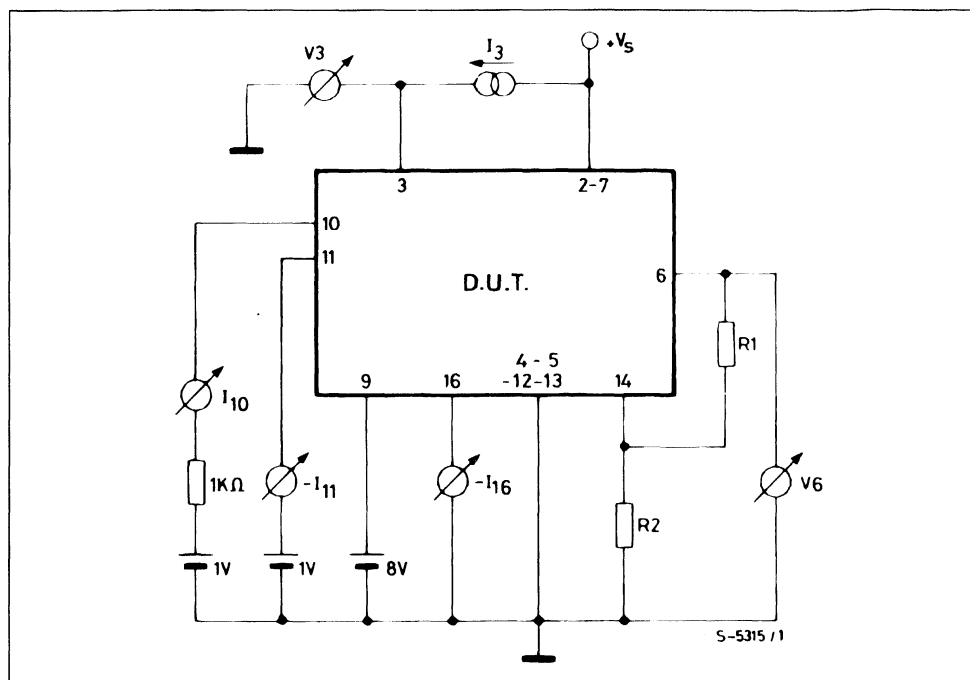 V3
I3
+Vs
3
2-7
10
11
D.U.T.
6
R1
4 - 5
9
16
-12-13
14
I10
1KΩ
-I11
-I16
R2
V6
1V
1V
8V
S-5315/1